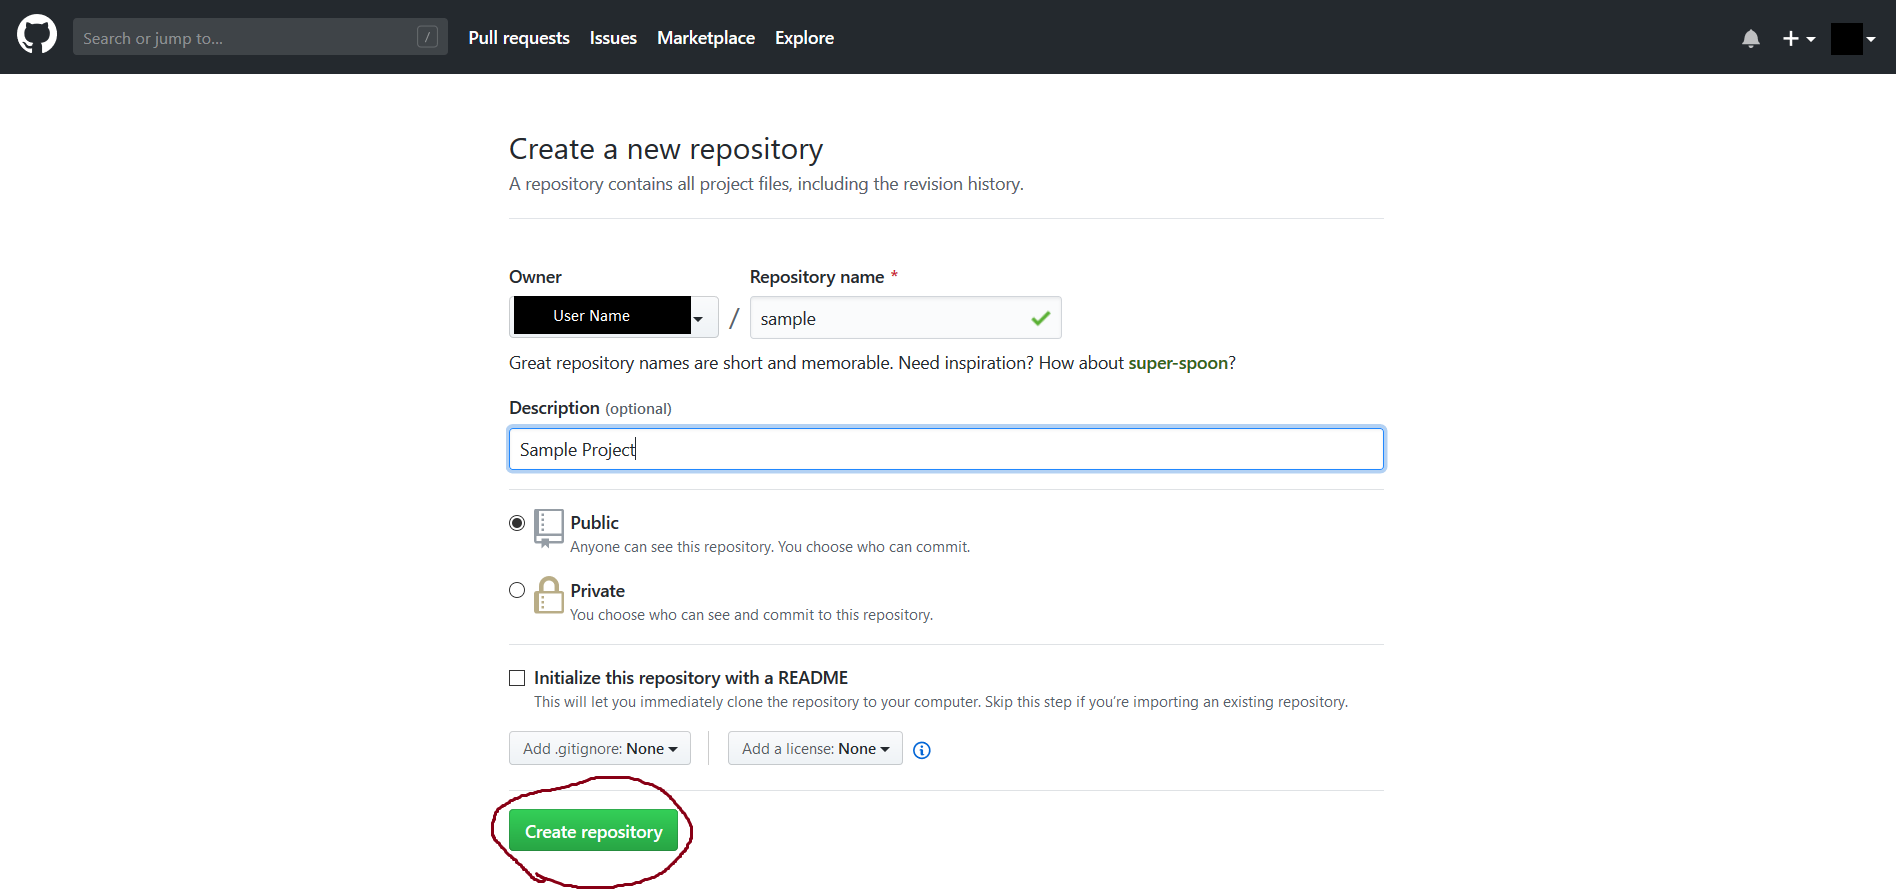 Search or jump to... / Pull requests Issues Marketplace Explore
Create a new repository
A repository contains all project files, including the revision history.
Owner Repository name *
User Name / sample
Great repository names are short and memorable. Need inspiration? How about super-spoon?
Description (optional)
Sample Project
Public
Anyone can see this repository. You choose who can commit.
Private
You choose who can see and commit to this repository.
Initialize this repository with a README
This will let you immediately clone the repository to your computer. Skip this step if you’re importing an existing repository.
Add .gitignore: None Add a license: None
Create repository